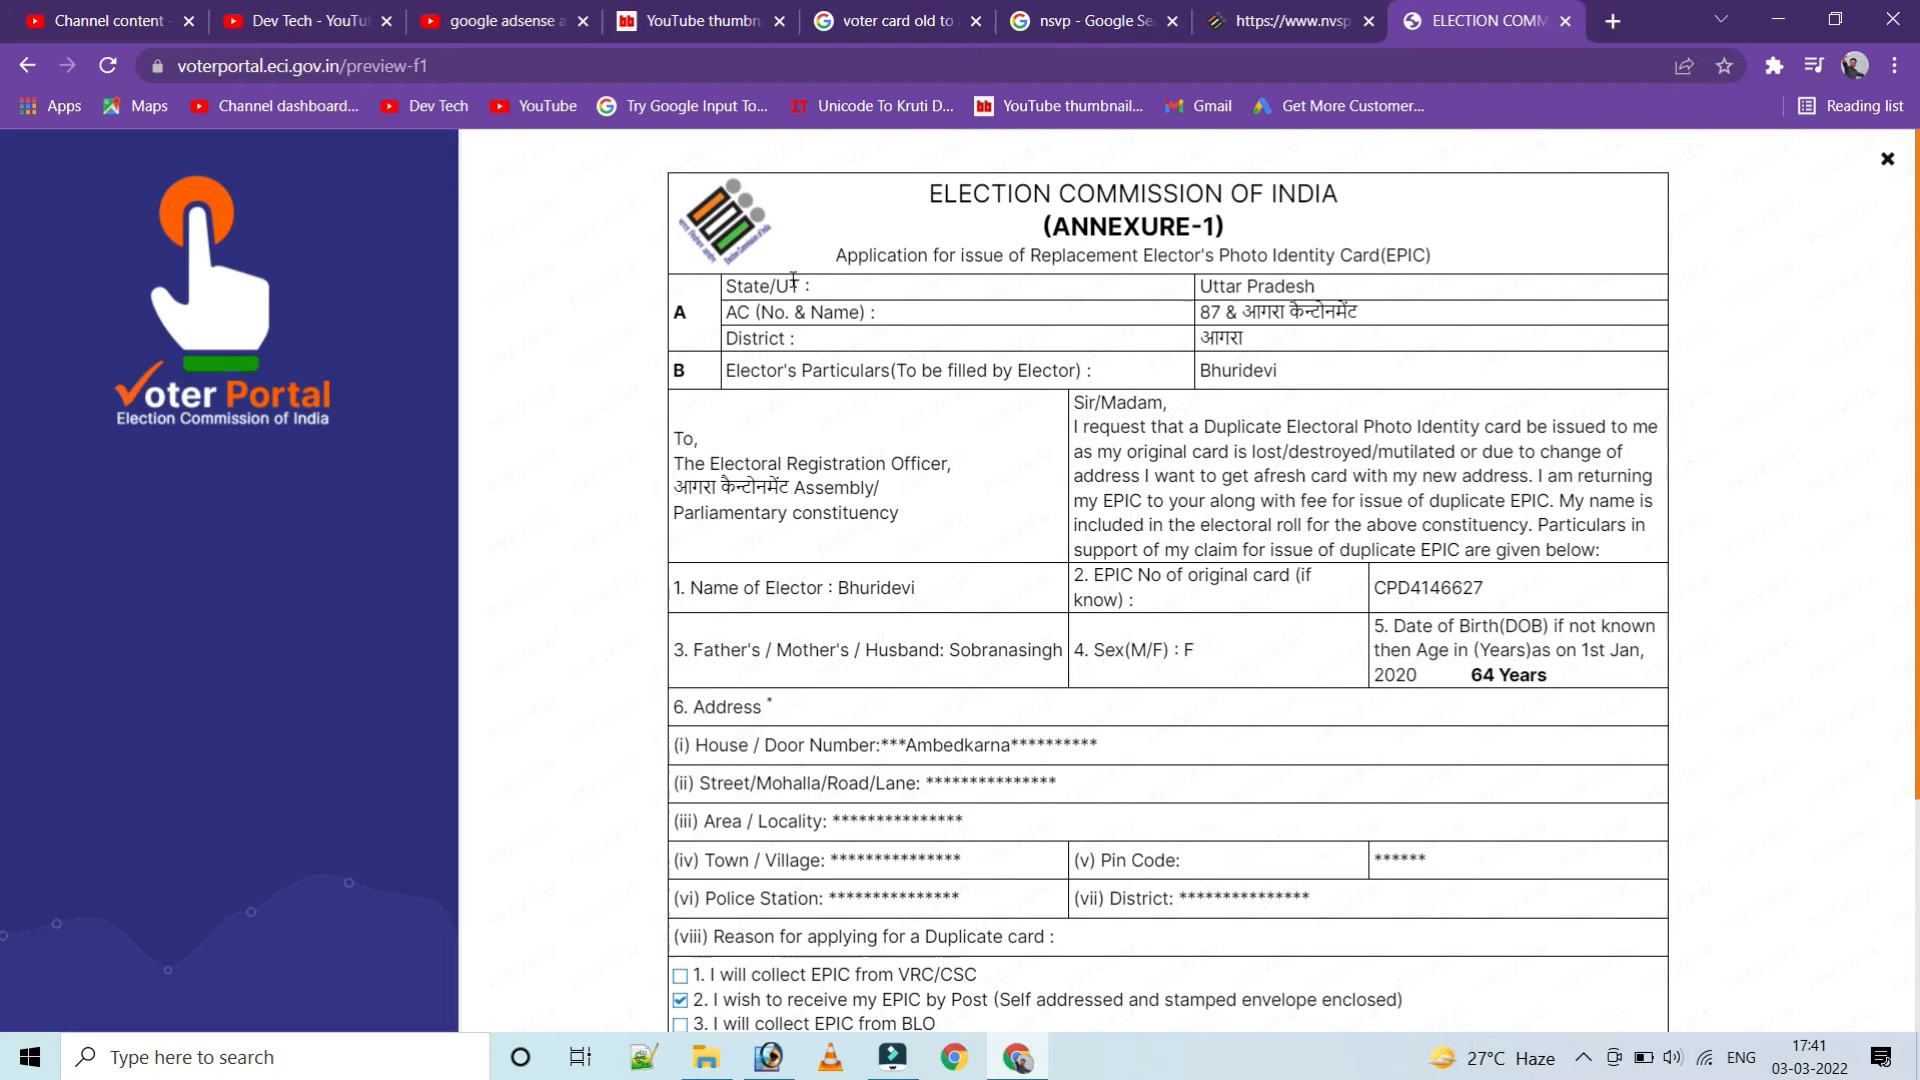 Channel content -
Dev Tech - YouTu
google adsense a
YouTube thumbn
voter card old to
nsvp - Google Se
https://www.nvsp
ELECTION COMM
voterportal.eci.gov.in/preview-f1
Apps
Maps
Channel dashboard...
Dev Tech
YouTube
Try Google Input To...
Unicode To Kruti D...
YouTube thumbnail...
Gmail
Get More Customer...
Reading list
Voter Portal
Election Commission of India
ELECTION COMMISSION OF INDIA
(ANNEXURE-1)
Application for issue of Replacement Elector's Photo Identity Card(EPIC)
A
State/UT :
Uttar Pradesh
AC (No. & Name) :
87 & आगरा कैन्टोनमेंट
District :
आगरा
B
Elector's Particulars(To be filled by Elector) :
Bhuridevi
To,
The Electoral Registration Officer,
आगरा कैन्टोनमेंट Assembly/
Parliamentary constituency
Sir/Madam,
I request that a Duplicate Electoral Photo Identity card be issued to me
as my original card is lost/destroyed/mutilated or due to change of
address I want to get afresh card with my new address. I am returning
my EPIC to your along with fee for issue of duplicate EPIC. My name is
included in the electoral roll for the above constituency. Particulars in
support of my claim for issue of duplicate EPIC are given below:
1. Name of Elector : Bhuridevi
2. EPIC No of original card (if
know) :
CPD4146627
3. Father's / Mother's / Husband: Sobranasingh
4. Sex(M/F) : F
5. Date of Birth(DOB) if not known
then Age in (Years)as on 1st Jan,
2020 64 Years
6. Address *
(i) House / Door Number:***Ambedkarna**********
(ii) Street/Mohalla/Road/Lane: ***************
(iii) Area / Locality: ***************
(iv) Town / Village: ***************
(v) Pin Code:
******
(vi) Police Station: ***************
(vii) District: ***************
(viii) Reason for applying for a Duplicate card :
1. I will collect EPIC from VRC/CSC
2. I wish to receive my EPIC by Post (Self addressed and stamped envelope enclosed)
3. I will collect EPIC from BLO
Type here to search
27°C Haze
ENG
17:41
03-03-2022